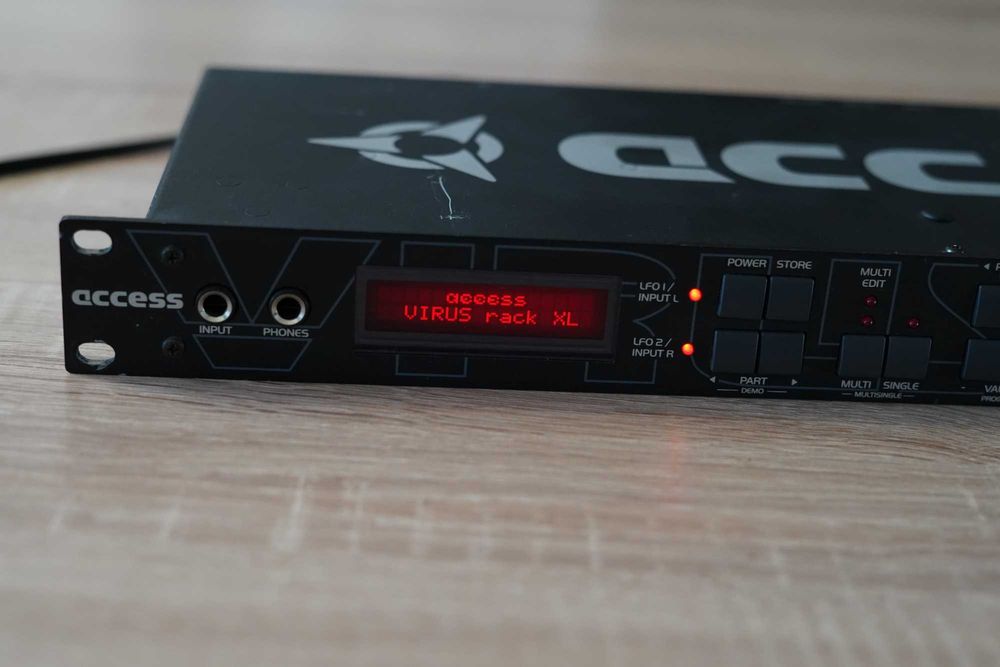 acc
access
INPUT
PHONES
access
VIRUS rack XL
LFO 1/
INPUT L
LFO 2/
INPUT R
POWER
STORE
PART
DEMO
MULTI
EDIT
MULTI
SINGLE
MULTISINGLE